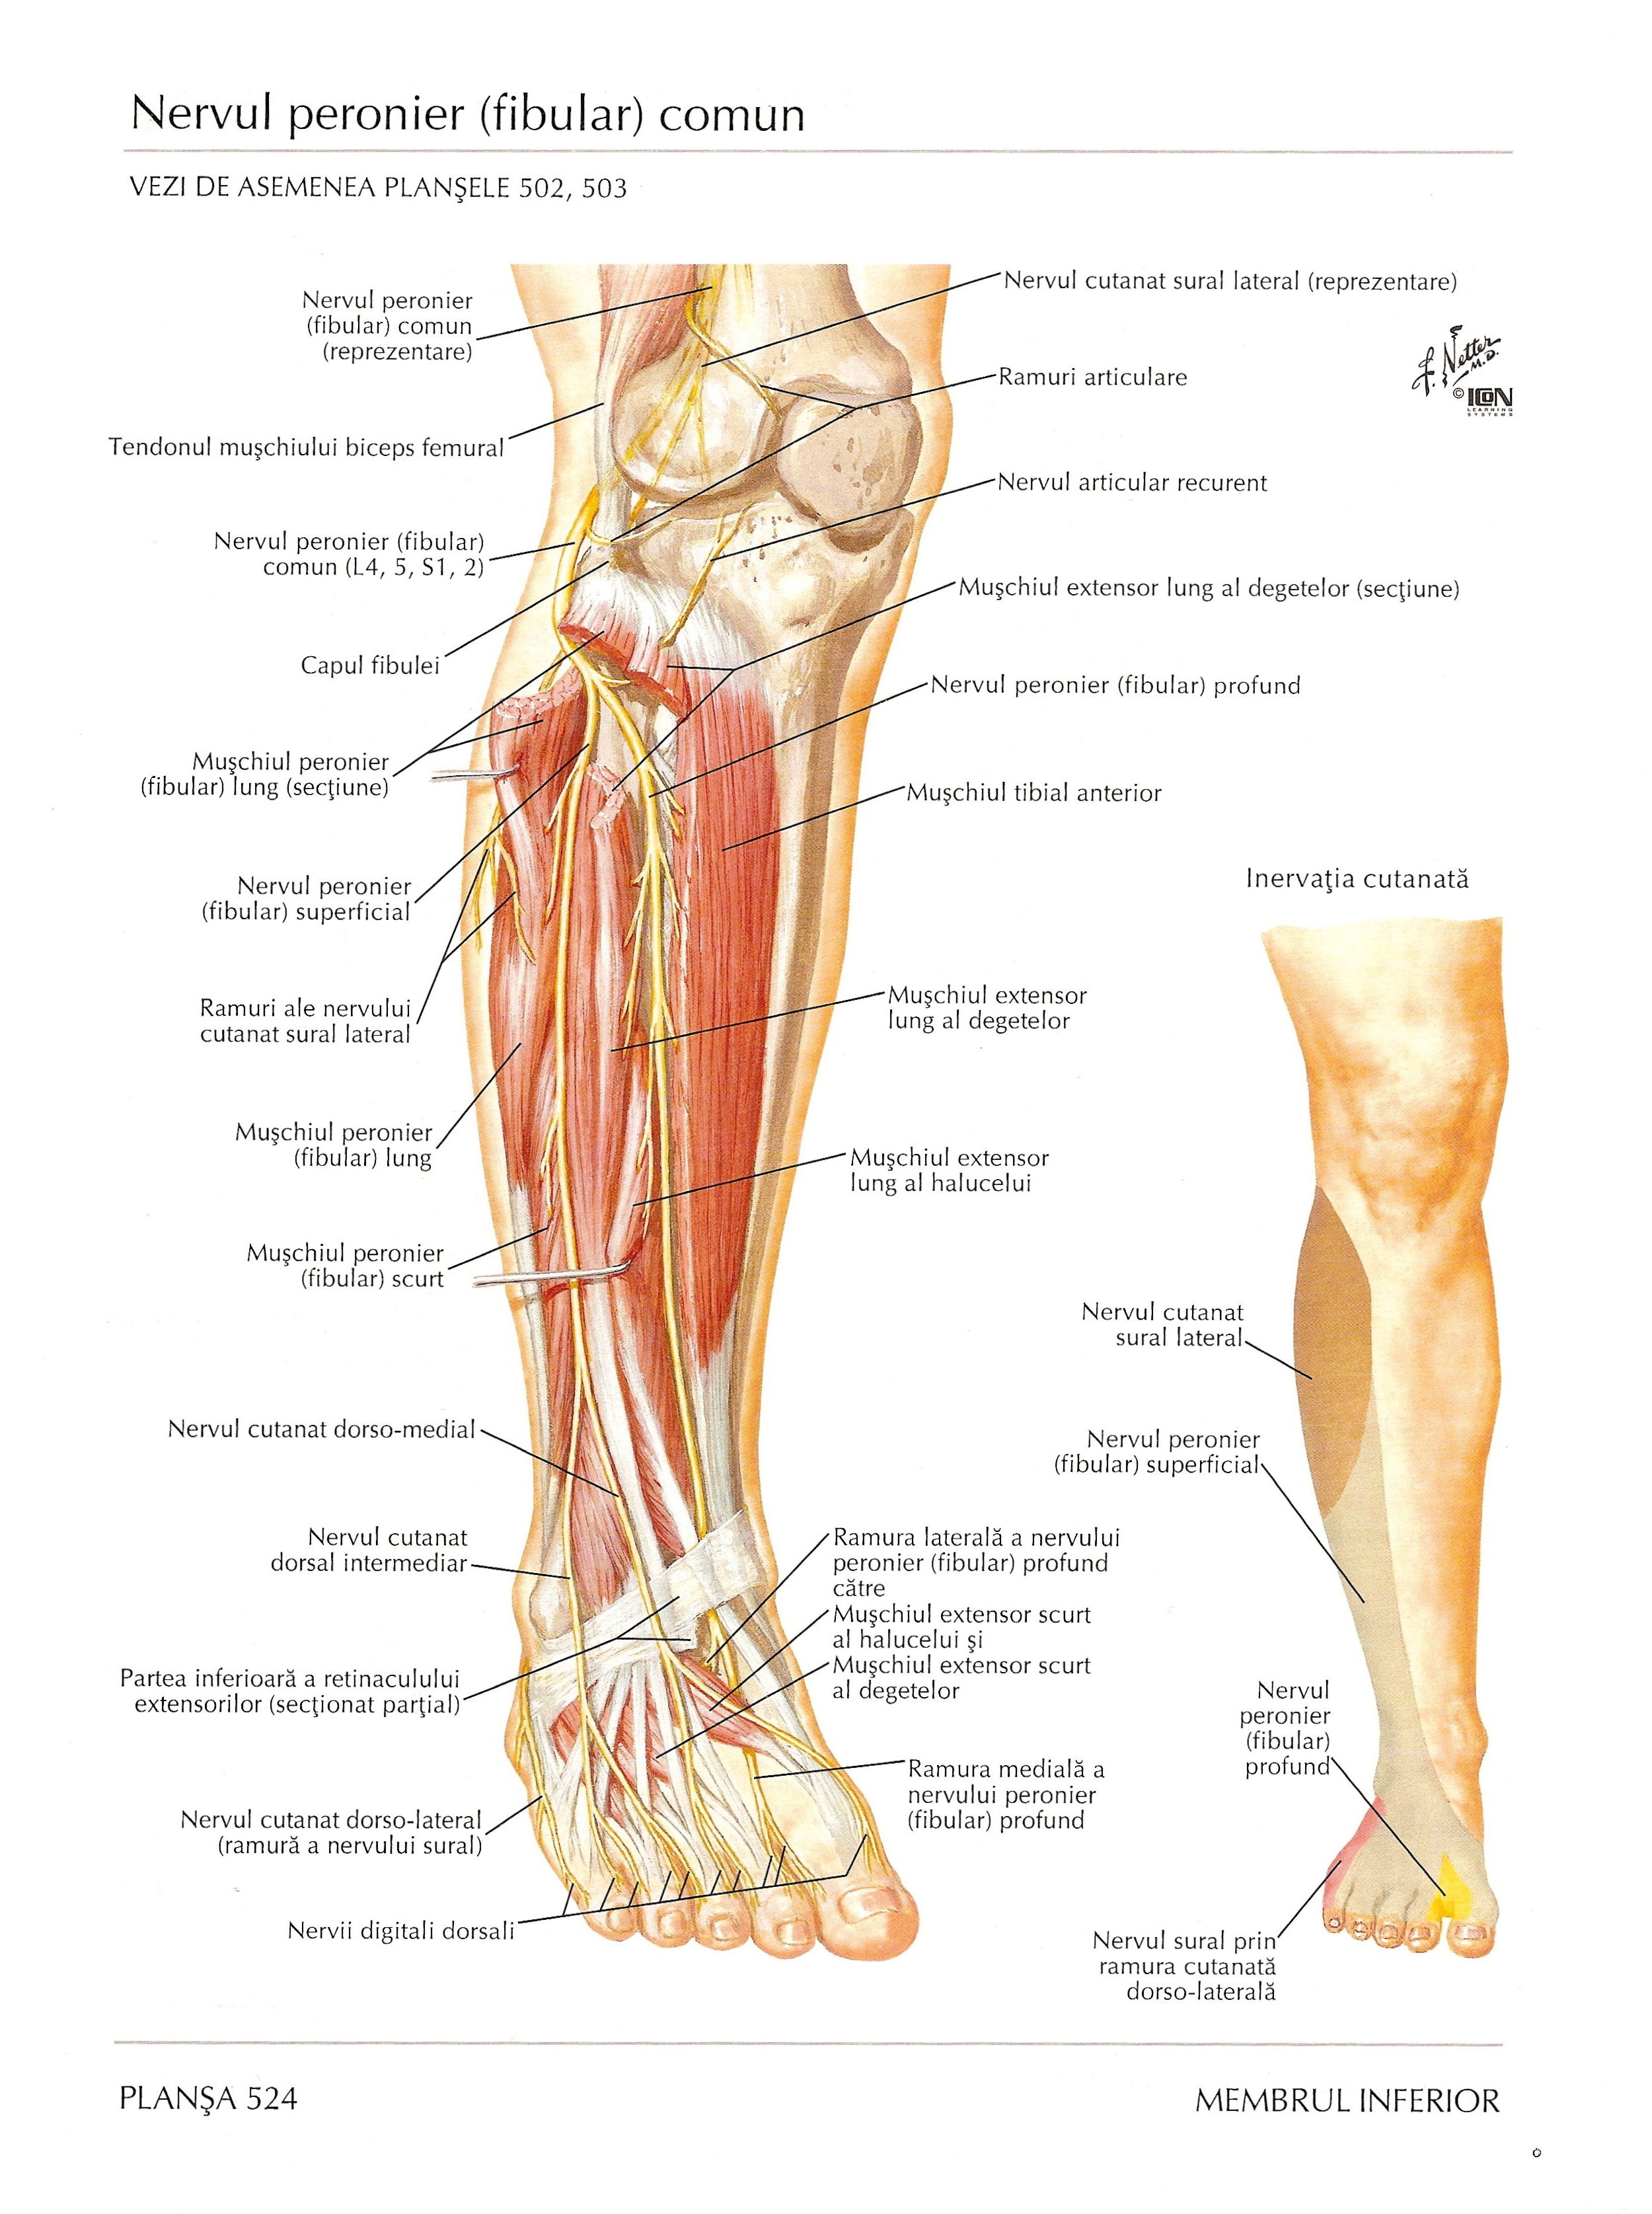 Nervul peronier (fibular) comun
VEZI DE ASEMENEA PLANŞELE 502, 503
Nervul peronier
(fibular) comun
(reprezentare)
Tendonul muşchiului biceps femural
Nervul peronier (fibular)
comun (L4, 5, S1, 2)
Capul fibulei
Muşchiul peronier
(fibular) lung (secţiune)
Nervul peronier
(fibular) superficial
Ramuri ale nervului
cutanat sural lateral
Muşchiul peronier
(fibular) lung
Muşchiul peronier
(fibular) scurt
Nervul cutanat dorso-medial
Nervul cutanat
dorsal intermediar
Partea inferioară a retinaculului
extensorilor (secţionat parţial)
Nervul cutanat dorso-lateral
(ramură a nervului sural)
Nervii digitali dorsali
Nervul cutanat sural lateral (reprezentare)
Ramuri articulare
Nervul articular recurent
Muşchiul extensor lung al degetelor (secţiune)
Nervul peronier (fibular) profund
Muşchiul tibial anterior
Muşchiul extensor
lung al degetelor
Muşchiul extensor
lung al halucelui
Ramura laterală a nervului
peronier (fibular) profund
către
Muşchiul extensor scurt
al halucelui şi
Muşchiul extensor scurt
al degetelor
Ramura medială a
nervului peronier
(fibular) profund
F. Netter
M.D.
© ICON
LEARNING
SYSTEMS
Inervaţia cutanată
Nervul cutanat
sural lateral
Nervul peronier
(fibular) superficial
Nervul
peronier
(fibular)
profund
Nervul sural prin
ramura cutanată
dorso-laterală
PLANŞA 524
MEMBRUL INFERIOR